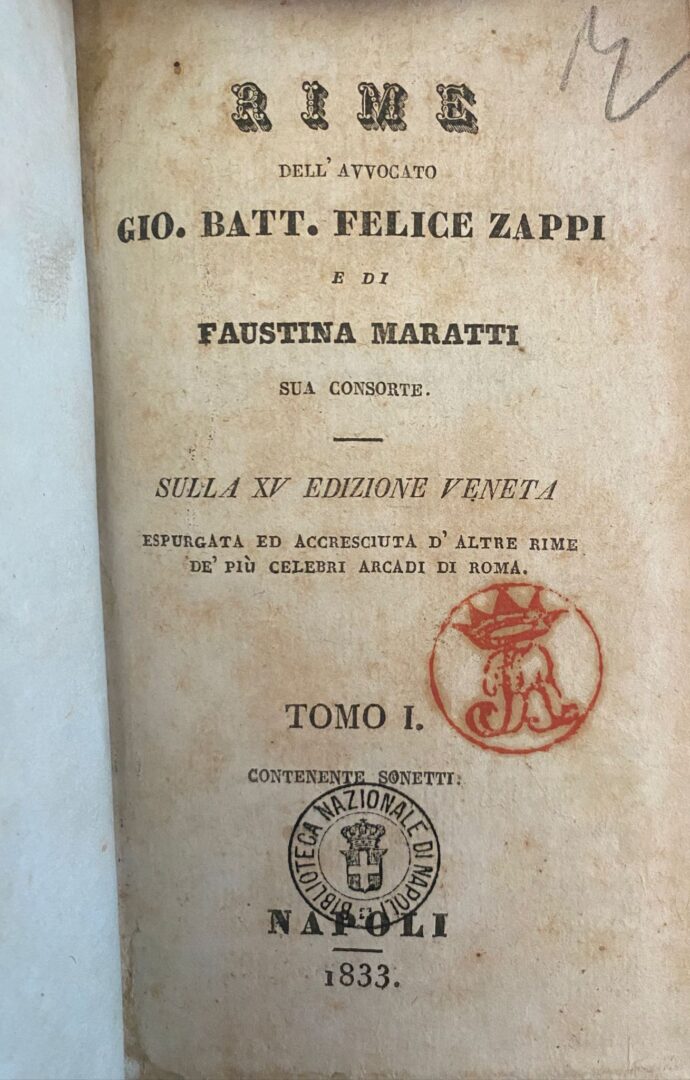 RIME
DELL' AVVOCATO
GIO. BATT. FELICE ZAPPI
E DI
FAUSTINA MARATTI
SUA CONSORTE.
SULLA XV EDIZIONE VENETA
ESPURGATA ED ACCRESCIUTA D' ALTRE RIME
DE' PIÙ CELEBRI ARCADI DI ROMA.
TOMO I.
CONTENENTE SONETTI.
BIBLIOTECA NAZIONALE DI NAPOLI
NAPOLI
1833.